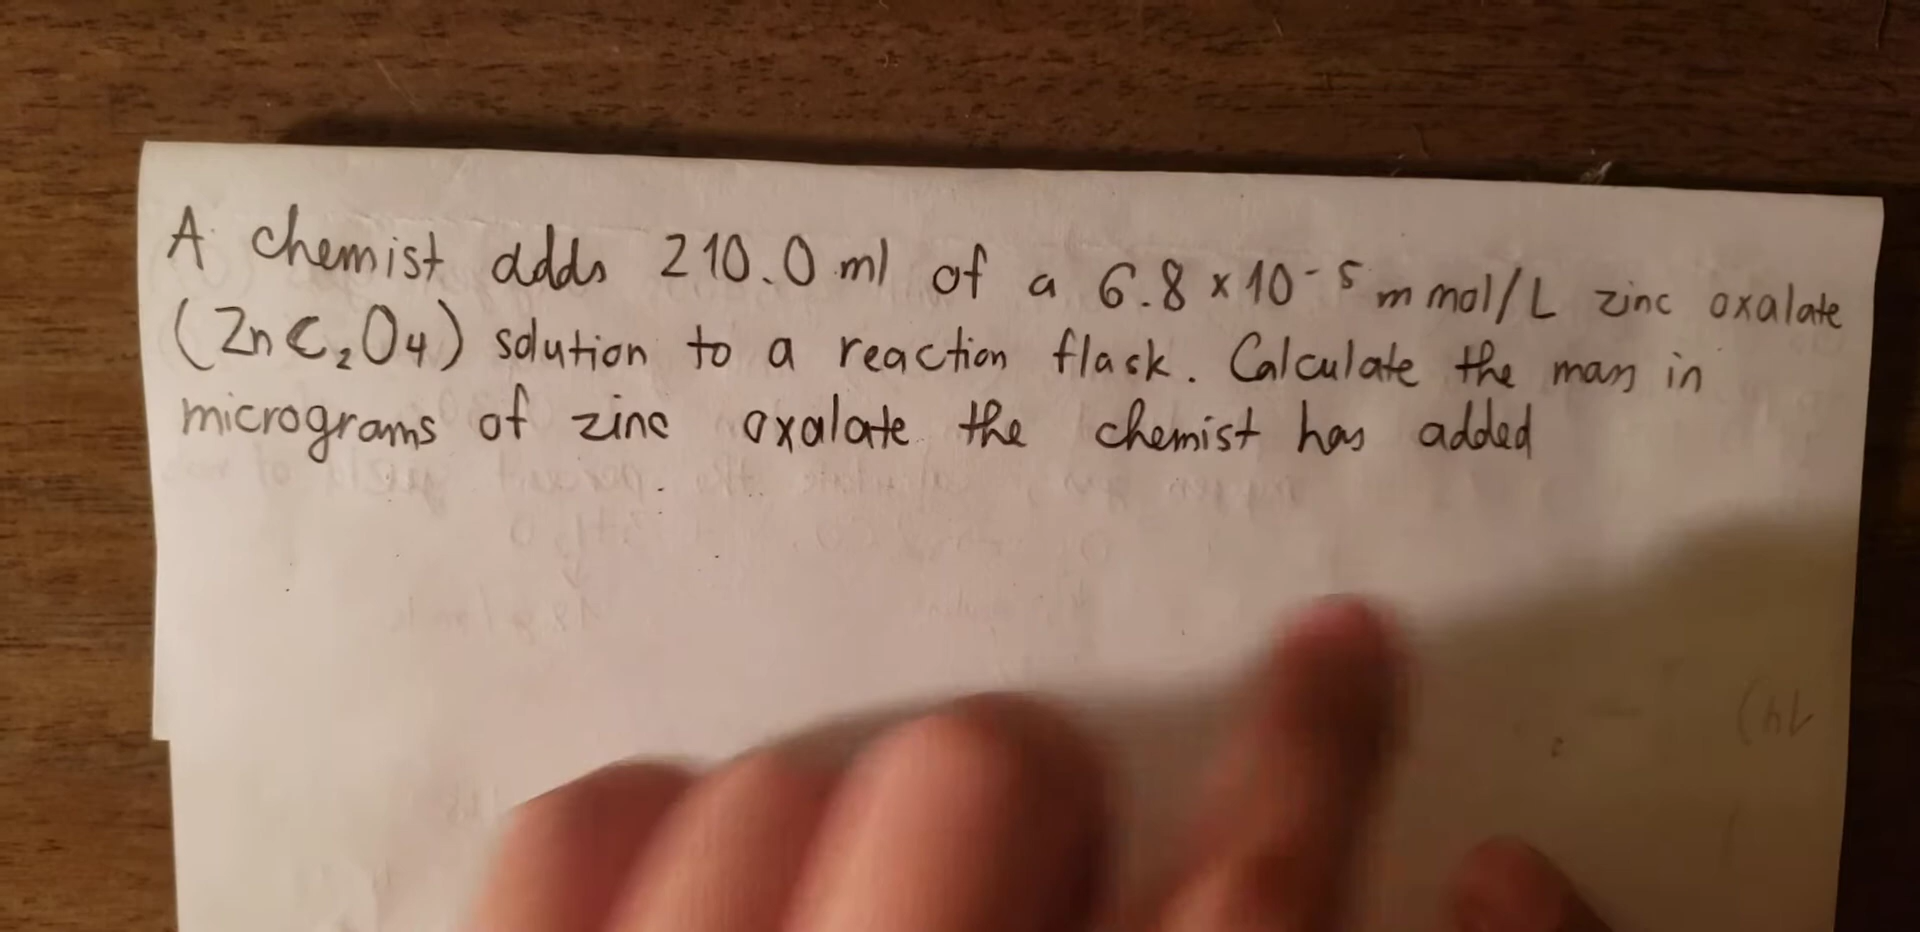 A chemist adds 210.0 ml of a 6.8 x 10⁻⁵ m mol/L zinc oxalate
(ZnC₂O₄) solution to a reaction flask. Calculate the mass in
micrograms of zinc oxalate the chemist has added